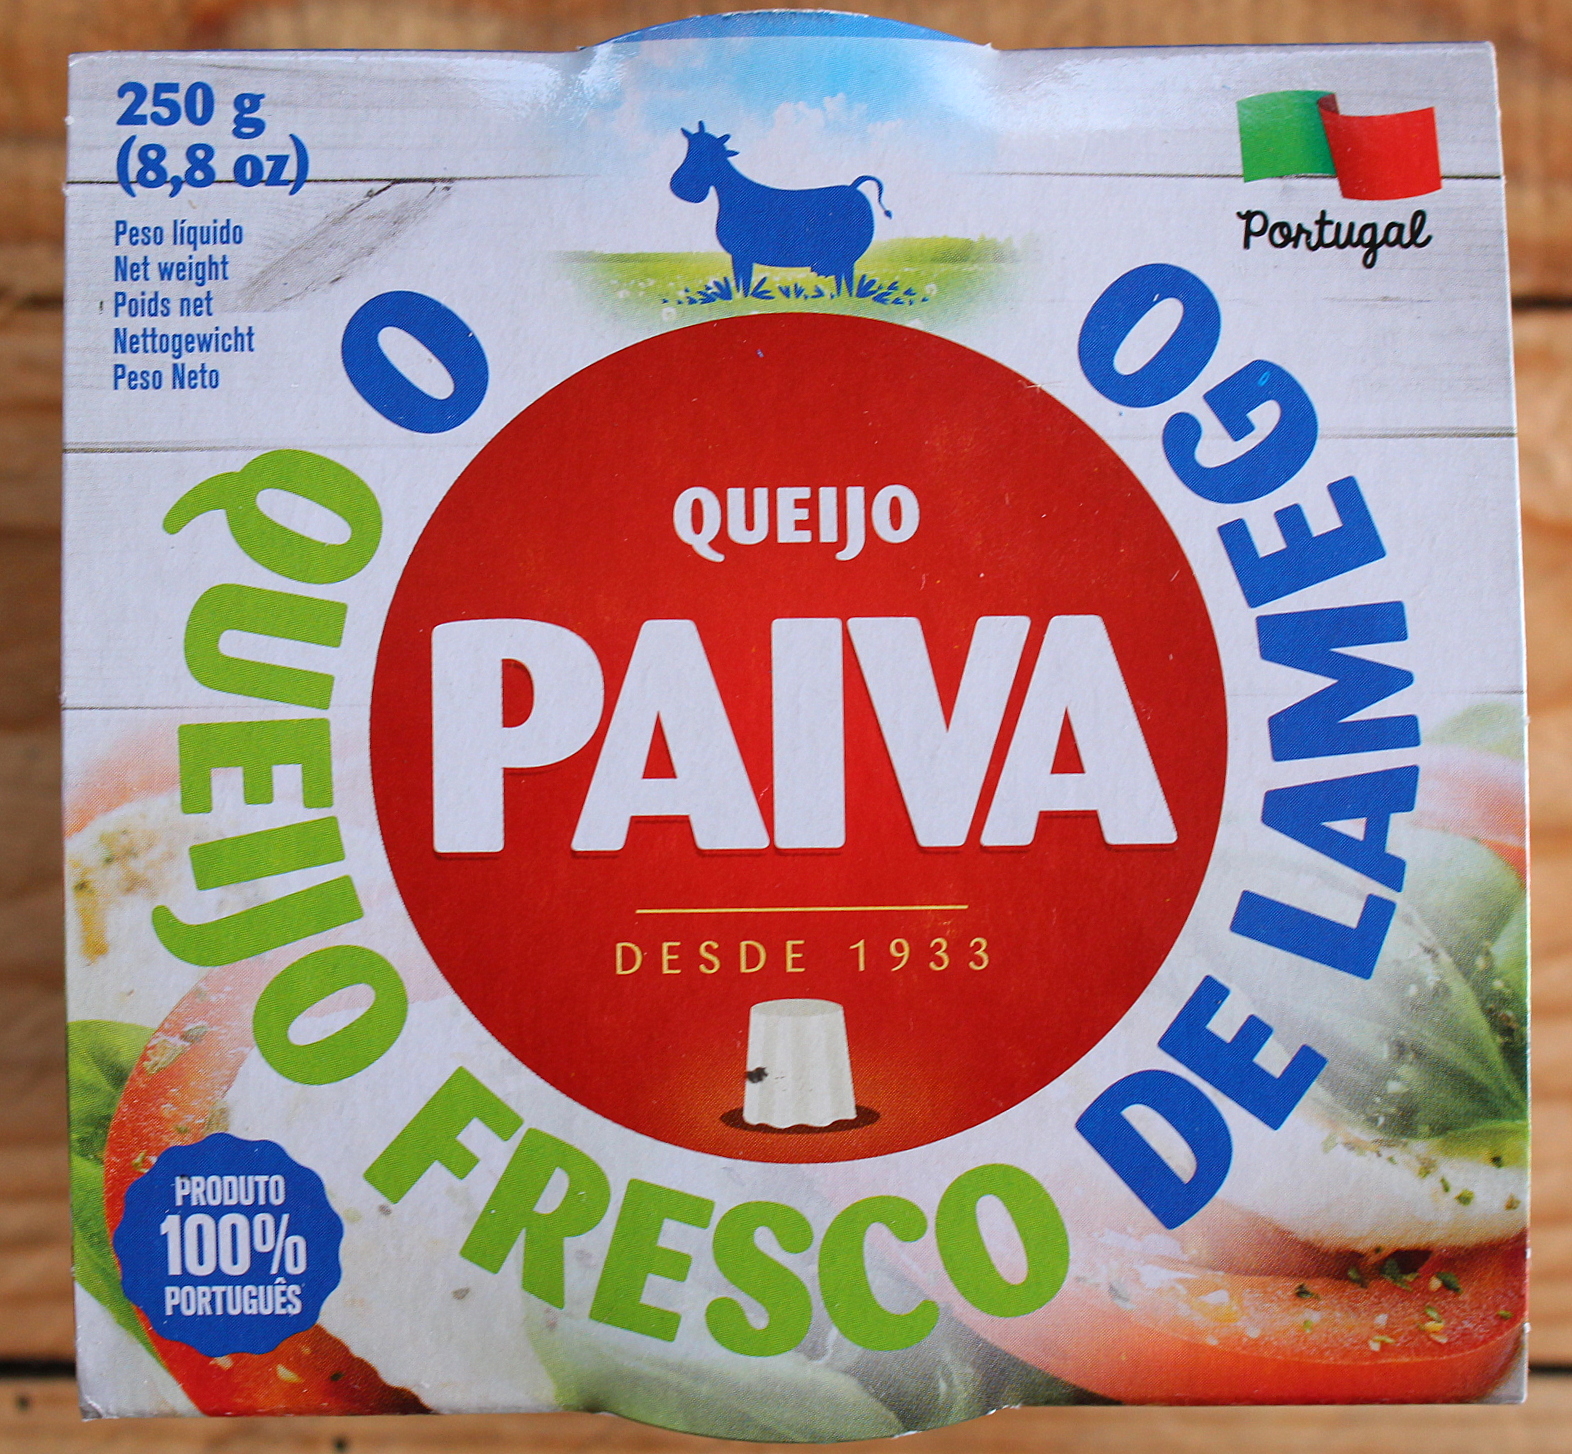 250 g
(8,8 oz)
Peso líquido
Net weight
Poids net
Nettogewicht
Peso Neto
Portugal
O QUEIJO FRESCO DE LAMEGO
QUEIJO
PAIVA
DESDE 1933
PRODUTO
100%
PORTUGUÊS